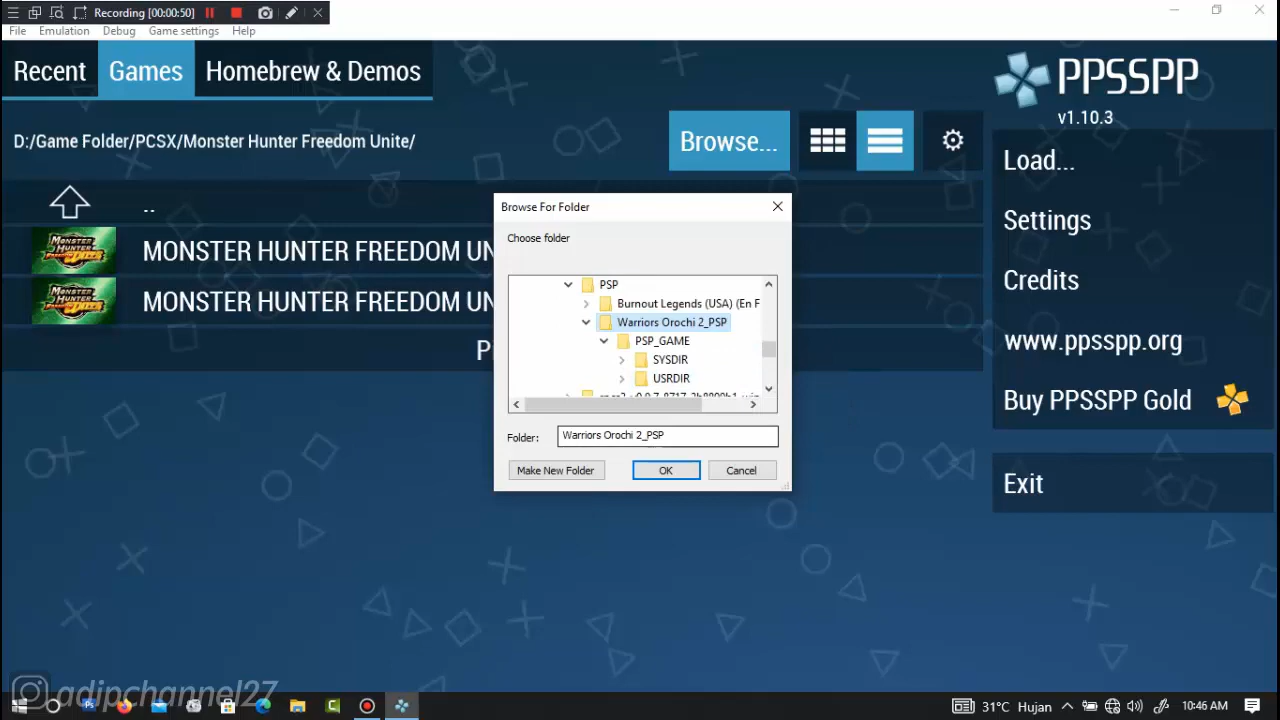 Recording [00:00:50]
File Emulation Debug Game settings Help
Recent Games Homebrew & Demos
PPSSPP
v1.10.3
D:/Game Folder/PCSX/Monster Hunter Freedom Unite/
Browse...
Load...
Settings
Credits
www.ppsspp.org
Buy PPSSPP Gold
Exit
..
MONSTER HUNTER FREEDOM UN
MONSTER HUNTER FREEDOM UN
Browse For Folder
Choose folder
PSP
Burnout Legends (USA) (En F
Warriors Orochi 2_PSP
PSP_GAME
SYSDIR
USRDIR
Folder: Warriors Orochi 2_PSP
Make New Folder OK Cancel
adipchannel27
31°C Hujan 10:46 AM